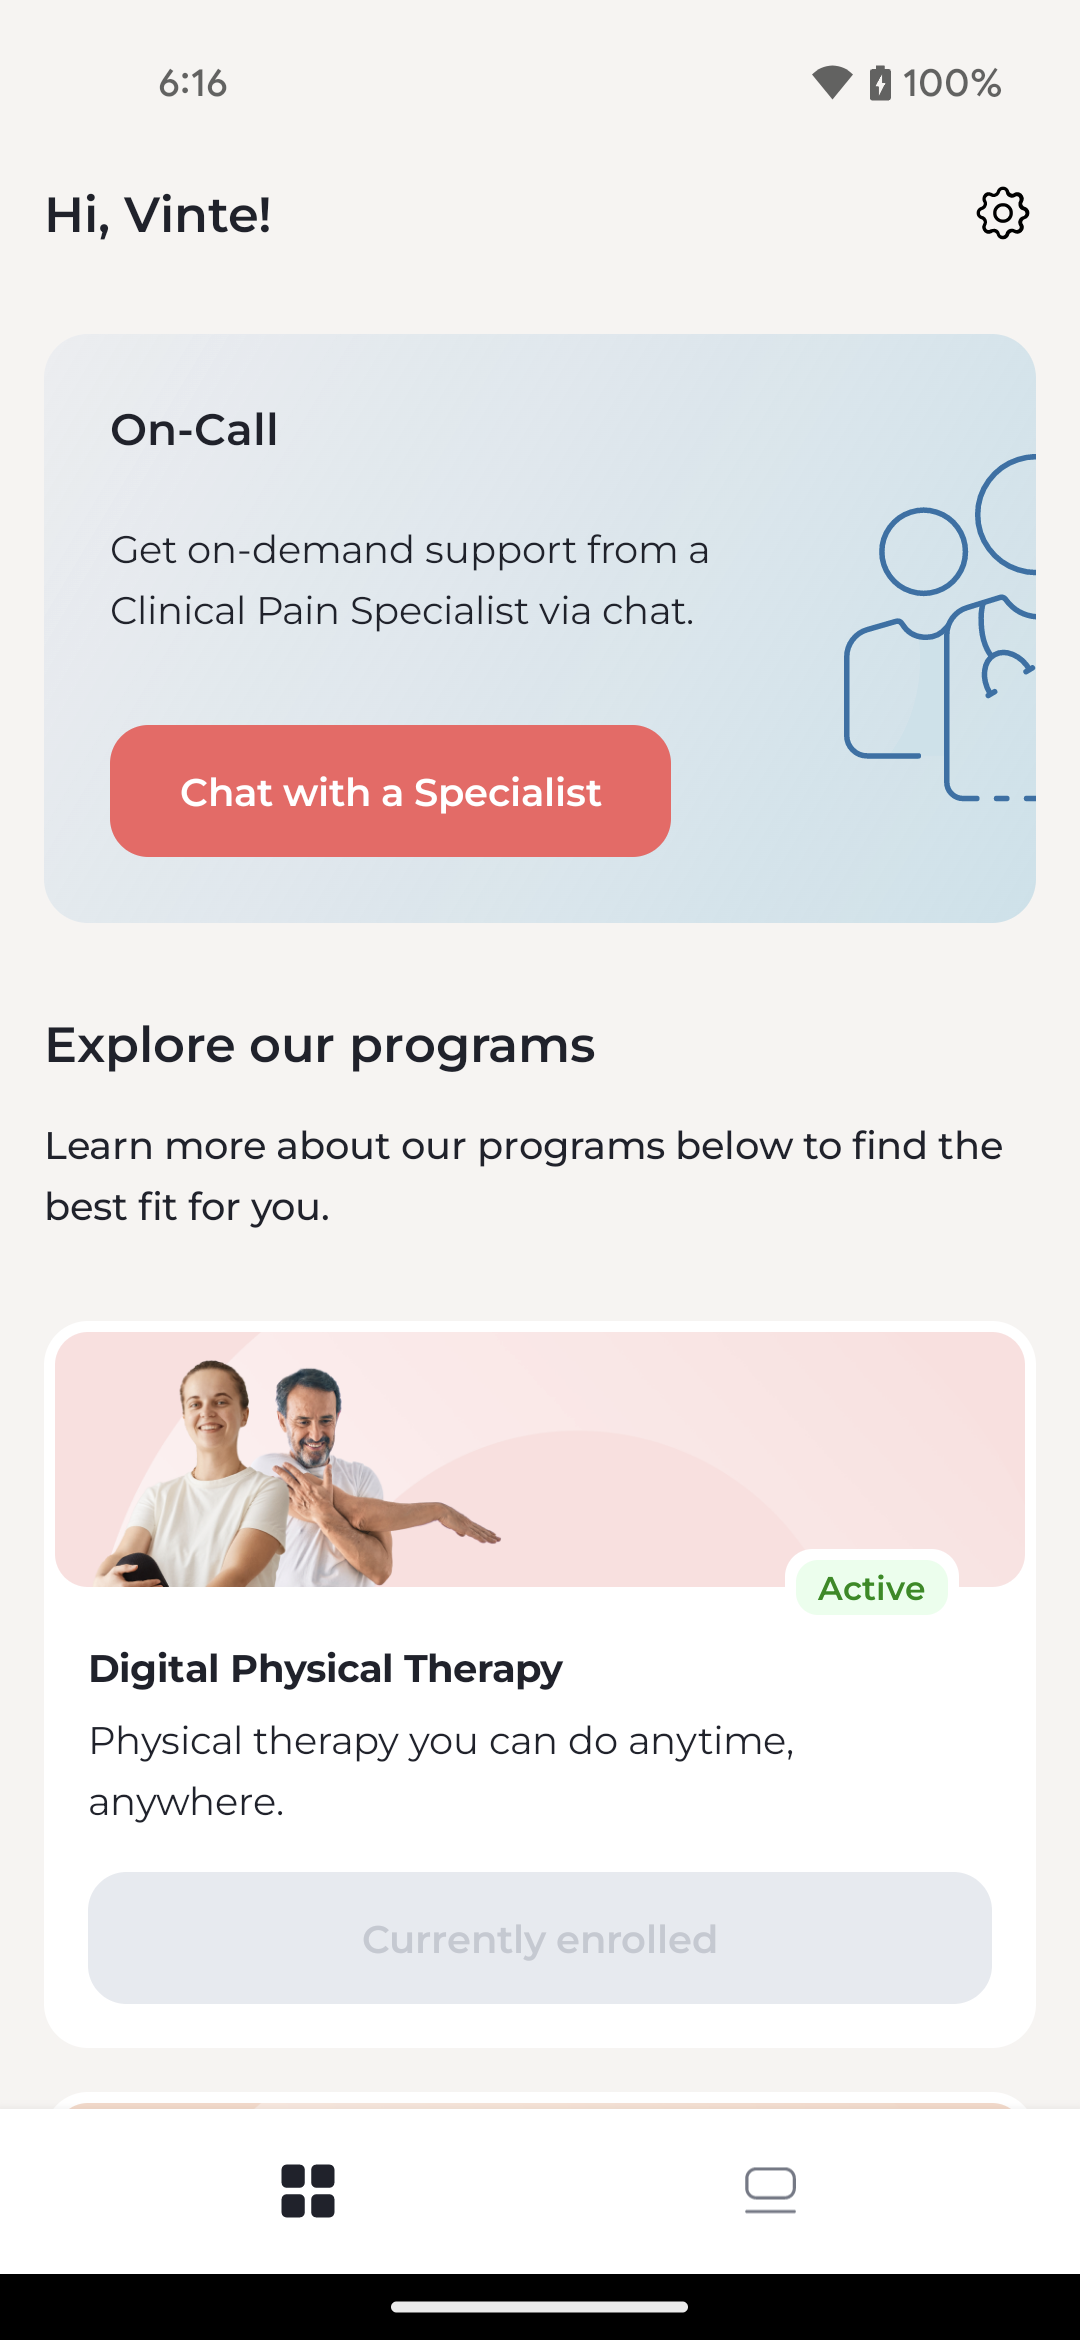 6:16
100%
Hi, Vinte!
On-Call
Get on-demand support from a
Clinical Pain Specialist via chat.
Chat with a Specialist
Explore our programs
Learn more about our programs below to find the
best fit for you.
Active
Digital Physical Therapy
Physical therapy you can do anytime,
anywhere.
Currently enrolled